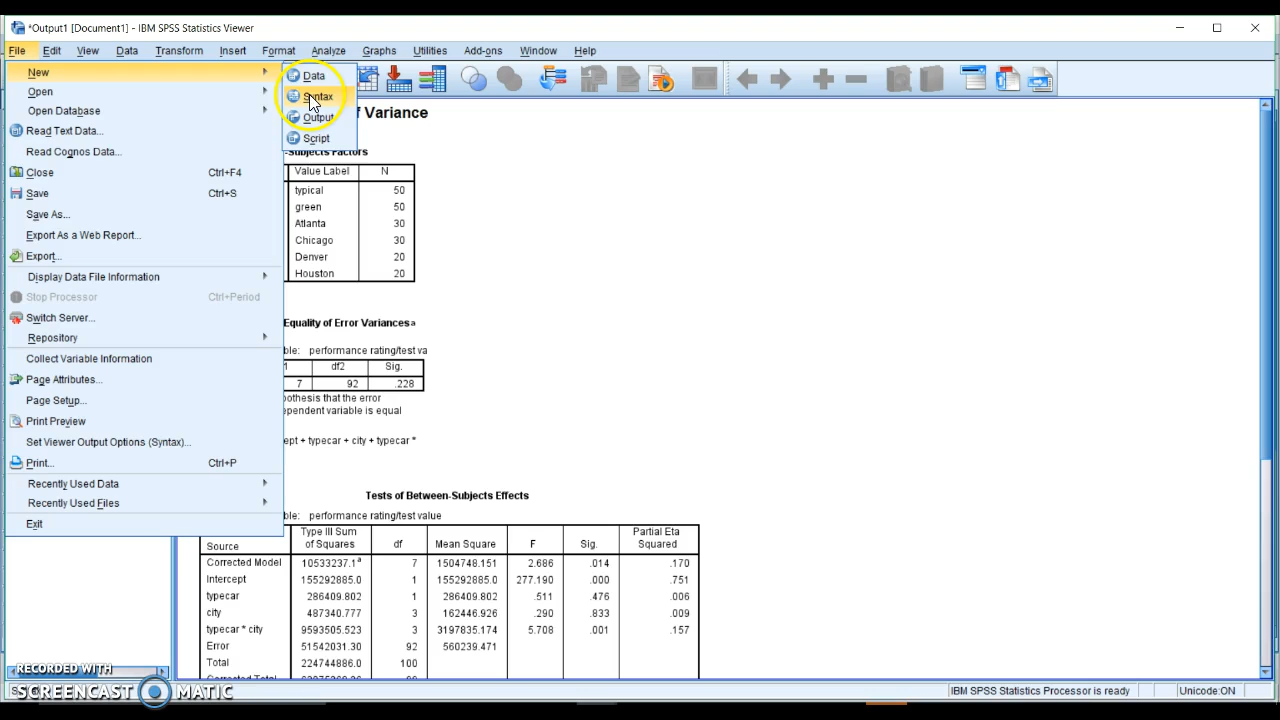 *Output1 [Document1] - IBM SPSS Statistics Viewer
File Edit View Data Transform Insert Format Analyze Graphs Utilities Add-ons Window Help
New
Open
Open Database
Read Text Data...
Read Cognos Data...
Close Ctrl+F4
Save Ctrl+S
Save As...
Export As a Web Report...
Export...
Display Data File Information
Stop Processor Ctrl+Period
Switch Server...
Repository
Collect Variable Information
Page Attributes...
Page Setup...
Print Preview
Set Viewer Output Options (Syntax)...
Print... Ctrl+P
Recently Used Data
Recently Used Files
Exit
Data
Syntax
Output
Script
f Variance
-Subjects Factors
Value Label N
typical 50
green 50
Atlanta 30
Chicago 30
Denver 20
Houston 20
Equality of Error Variancesa
ble: performance rating/test va
1 df2 Sig.
7 92 .228
pothesis that the error
ependent variable is equal
ept + typecar + city + typecar *
Tests of Between-Subjects Effects
ble: performance rating/test value
Source Type III Sum of Squares df Mean Square F Sig. Partial Eta Squared
Corrected Model 10533237.1a 7 1504748.151 2.686 .014 .170
Intercept 155292885.0 1 155292885.0 277.190 .000 .751
typecar 286409.802 1 286409.802 .511 .476 .006
city 487340.777 3 162446.926 .290 .833 .009
typecar * city 9593505.523 3 3197835.174 5.708 .001 .157
Error 51542031.30 92 560239.471
Total 224744886.0 100
Corrected Total
RECORDED WITH
SCREENCAST MATIC
IBM SPSS Statistics Processor is ready Unicode:ON